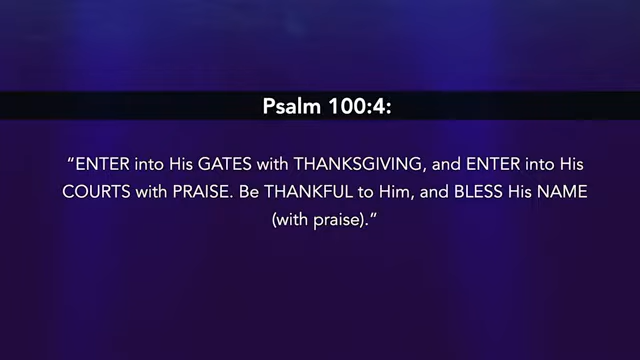 Psalm 100:4:
“ENTER into His GATES with THANKSGIVING, and ENTER into His
COURTS with PRAISE. Be THANKFUL to Him, and BLESS His NAME
(with praise).”